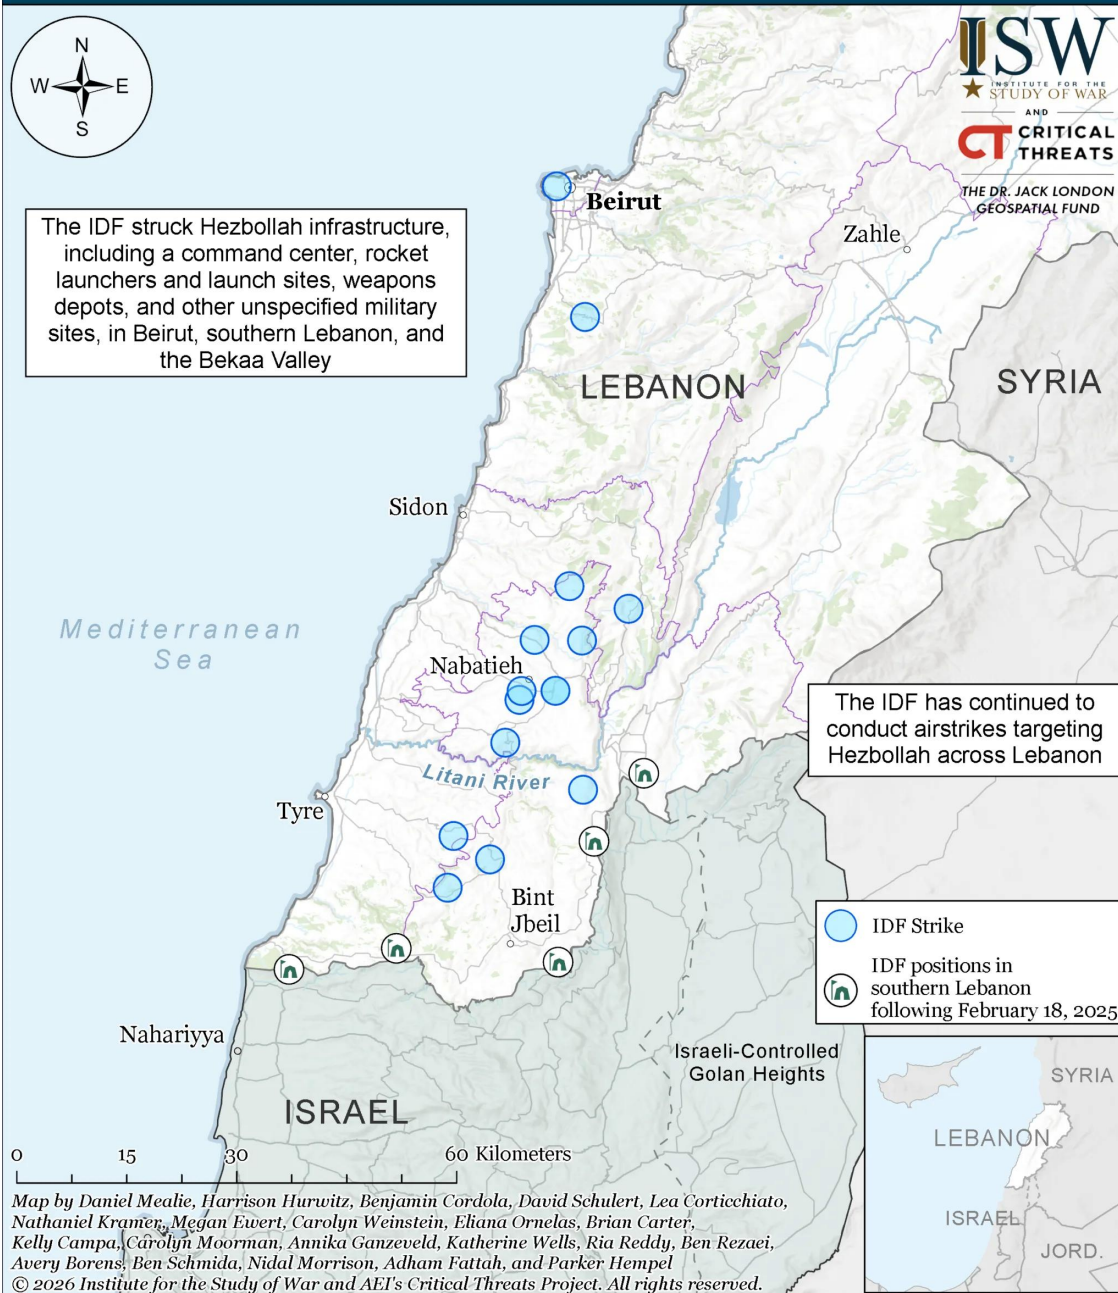 N
W
E
S
ISW
INSTITUTE FOR THE
STUDY OF WAR
AND
CT CRITICAL
THREATS
THE DR. JACK LONDON
GEOSPATIAL FUND
The IDF struck Hezbollah infrastructure,
including a command center, rocket
launchers and launch sites, weapons
depots, and other unspecified military
sites, in Beirut, southern Lebanon, and
the Bekaa Valley
Beirut
Zahle
LEBANON
SYRIA
Sidon
Mediterranean
Sea
Nabatieh
The IDF has continued to
conduct airstrikes targeting
Hezbollah across Lebanon
Litani River
Tyre
Bint
Jbeil
IDF Strike
IDF positions in
southern Lebanon
following February 18, 2025
Nahariyya
Israeli-Controlled
Golan Heights
ISRAEL
SYRIA
LEBANON
ISRAEL
JORD.
0 15 30 60 Kilometers
Map by Daniel Mealie, Harrison Hurwitz, Benjamin Cordola, David Schulert, Lea Corticchiato,
Nathaniel Kramer, Megan Ewert, Carolyn Weinstein, Eliana Ornelas, Brian Carter,
Kelly Campa, Carolyn Moorman, Annika Ganzeveld, Katherine Wells, Ria Reddy, Ben Rezaei,
Avery Borens, Ben Schmida, Nidal Morrison, Adham Fattah, and Parker Hempel
© 2026 Institute for the Study of War and AEI's Critical Threats Project. All rights reserved.